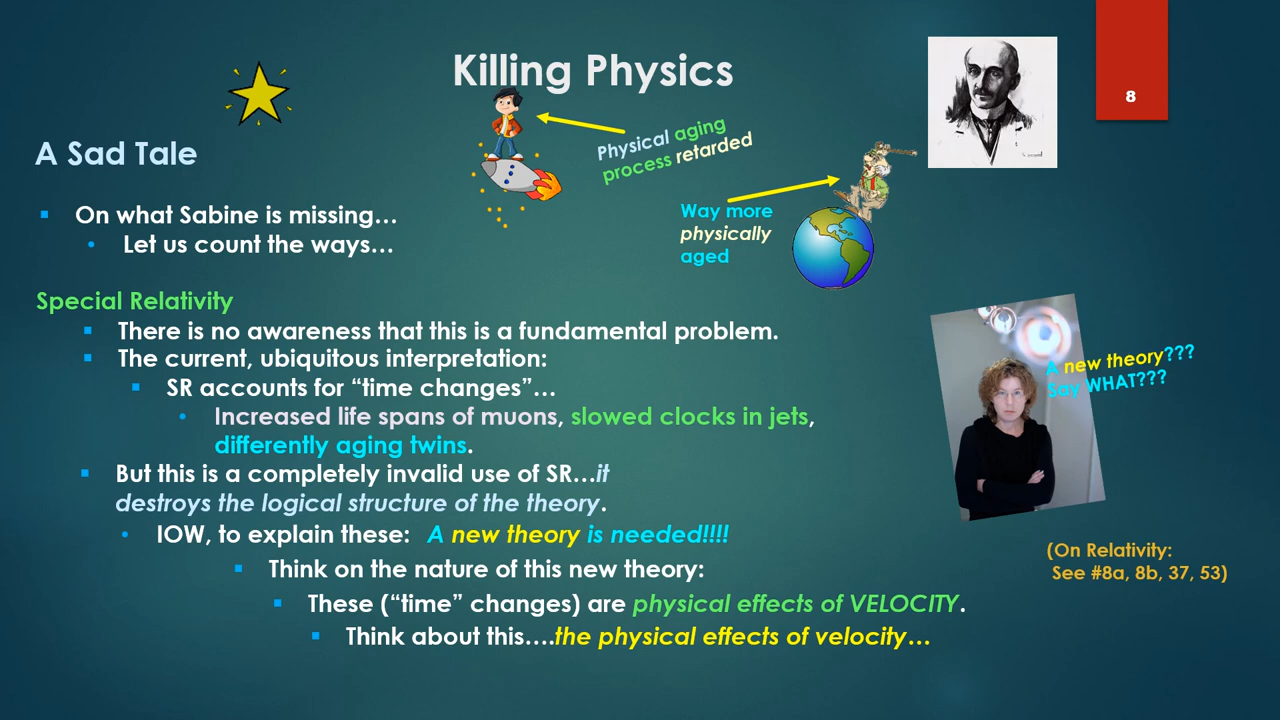 Killing Physics
8
A Sad Tale
Physical aging
process retarded
Way more
physically
aged
▪ On what Sabine is missing…
• Let us count the ways…
Special Relativity
▪ There is no awareness that this is a fundamental problem.
▪ The current, ubiquitous interpretation:
▪ SR accounts for “time changes”…
• Increased life spans of muons, slowed clocks in jets,
differently aging twins.
A new theory???
Say WHAT???
▪ But this is a completely invalid use of SR…it
destroys the logical structure of the theory.
• IOW, to explain these: A new theory is needed!!!!
▪ Think on the nature of this new theory:
▪ These (“time” changes) are physical effects of VELOCITY.
▪ Think about this….the physical effects of velocity…
(On Relativity:
See #8a, 8b, 37, 53)